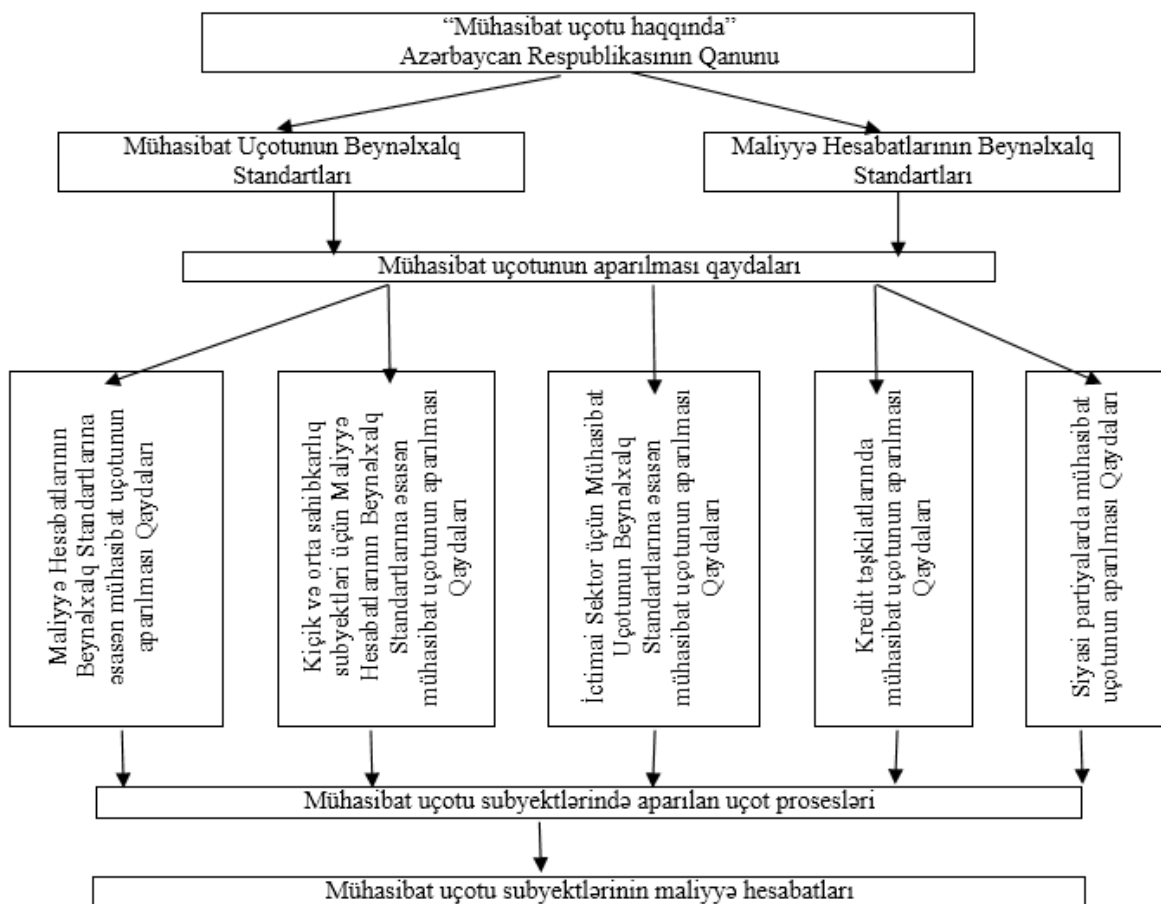 “Mühasibat uçotu haqqında”
Azərbaycan Respublikasının Qanunu
Mühasibat Uçotunun Beynəlxalq
Standartları
Maliyyə Hesabatlarının Beynəlxalq
Standartları
Mühasibat uçotunun aparılması qaydaları
Maliyyə Hesabatlarının
Beynəlxalq Standartlarına
əsasən mühasibat uçotunun
aparılması Qaydaları
Kiçik və orta sahibkarlıq
subyektləri üçün Maliyyə
Hesabatlarının Beynəlxalq
Standartlarına əsasən
mühasibat uçotunun aparılması
Qaydaları
İctimai Sektor üçün Mühasibat
Uçotunun Beynəlxalq
Standartlarına əsasən
mühasibat uçotunun aparılması
Qaydaları
Kredit təşkilatlarında
mühasibat uçotunun aparılması
Qaydaları
Siyasi partiyalarda mühasibat
uçotunun aparılması Qaydaları
Mühasibat uçotu subyektlərində aparılan uçot prosesləri
Mühasibat uçotu subyektlərinin maliyyə hesabatları